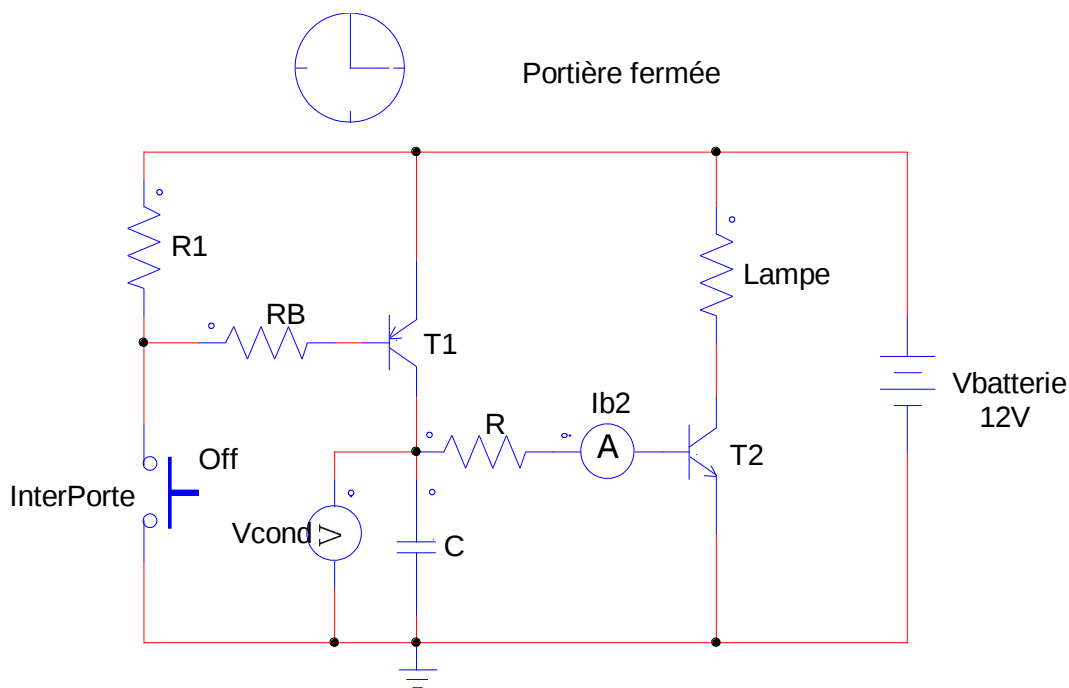 Portière fermée
R1
RB
T1
Lampe
Vbatterie
12V
Ib2
R
A
T2
Off
InterPorte
Vcond
V
C